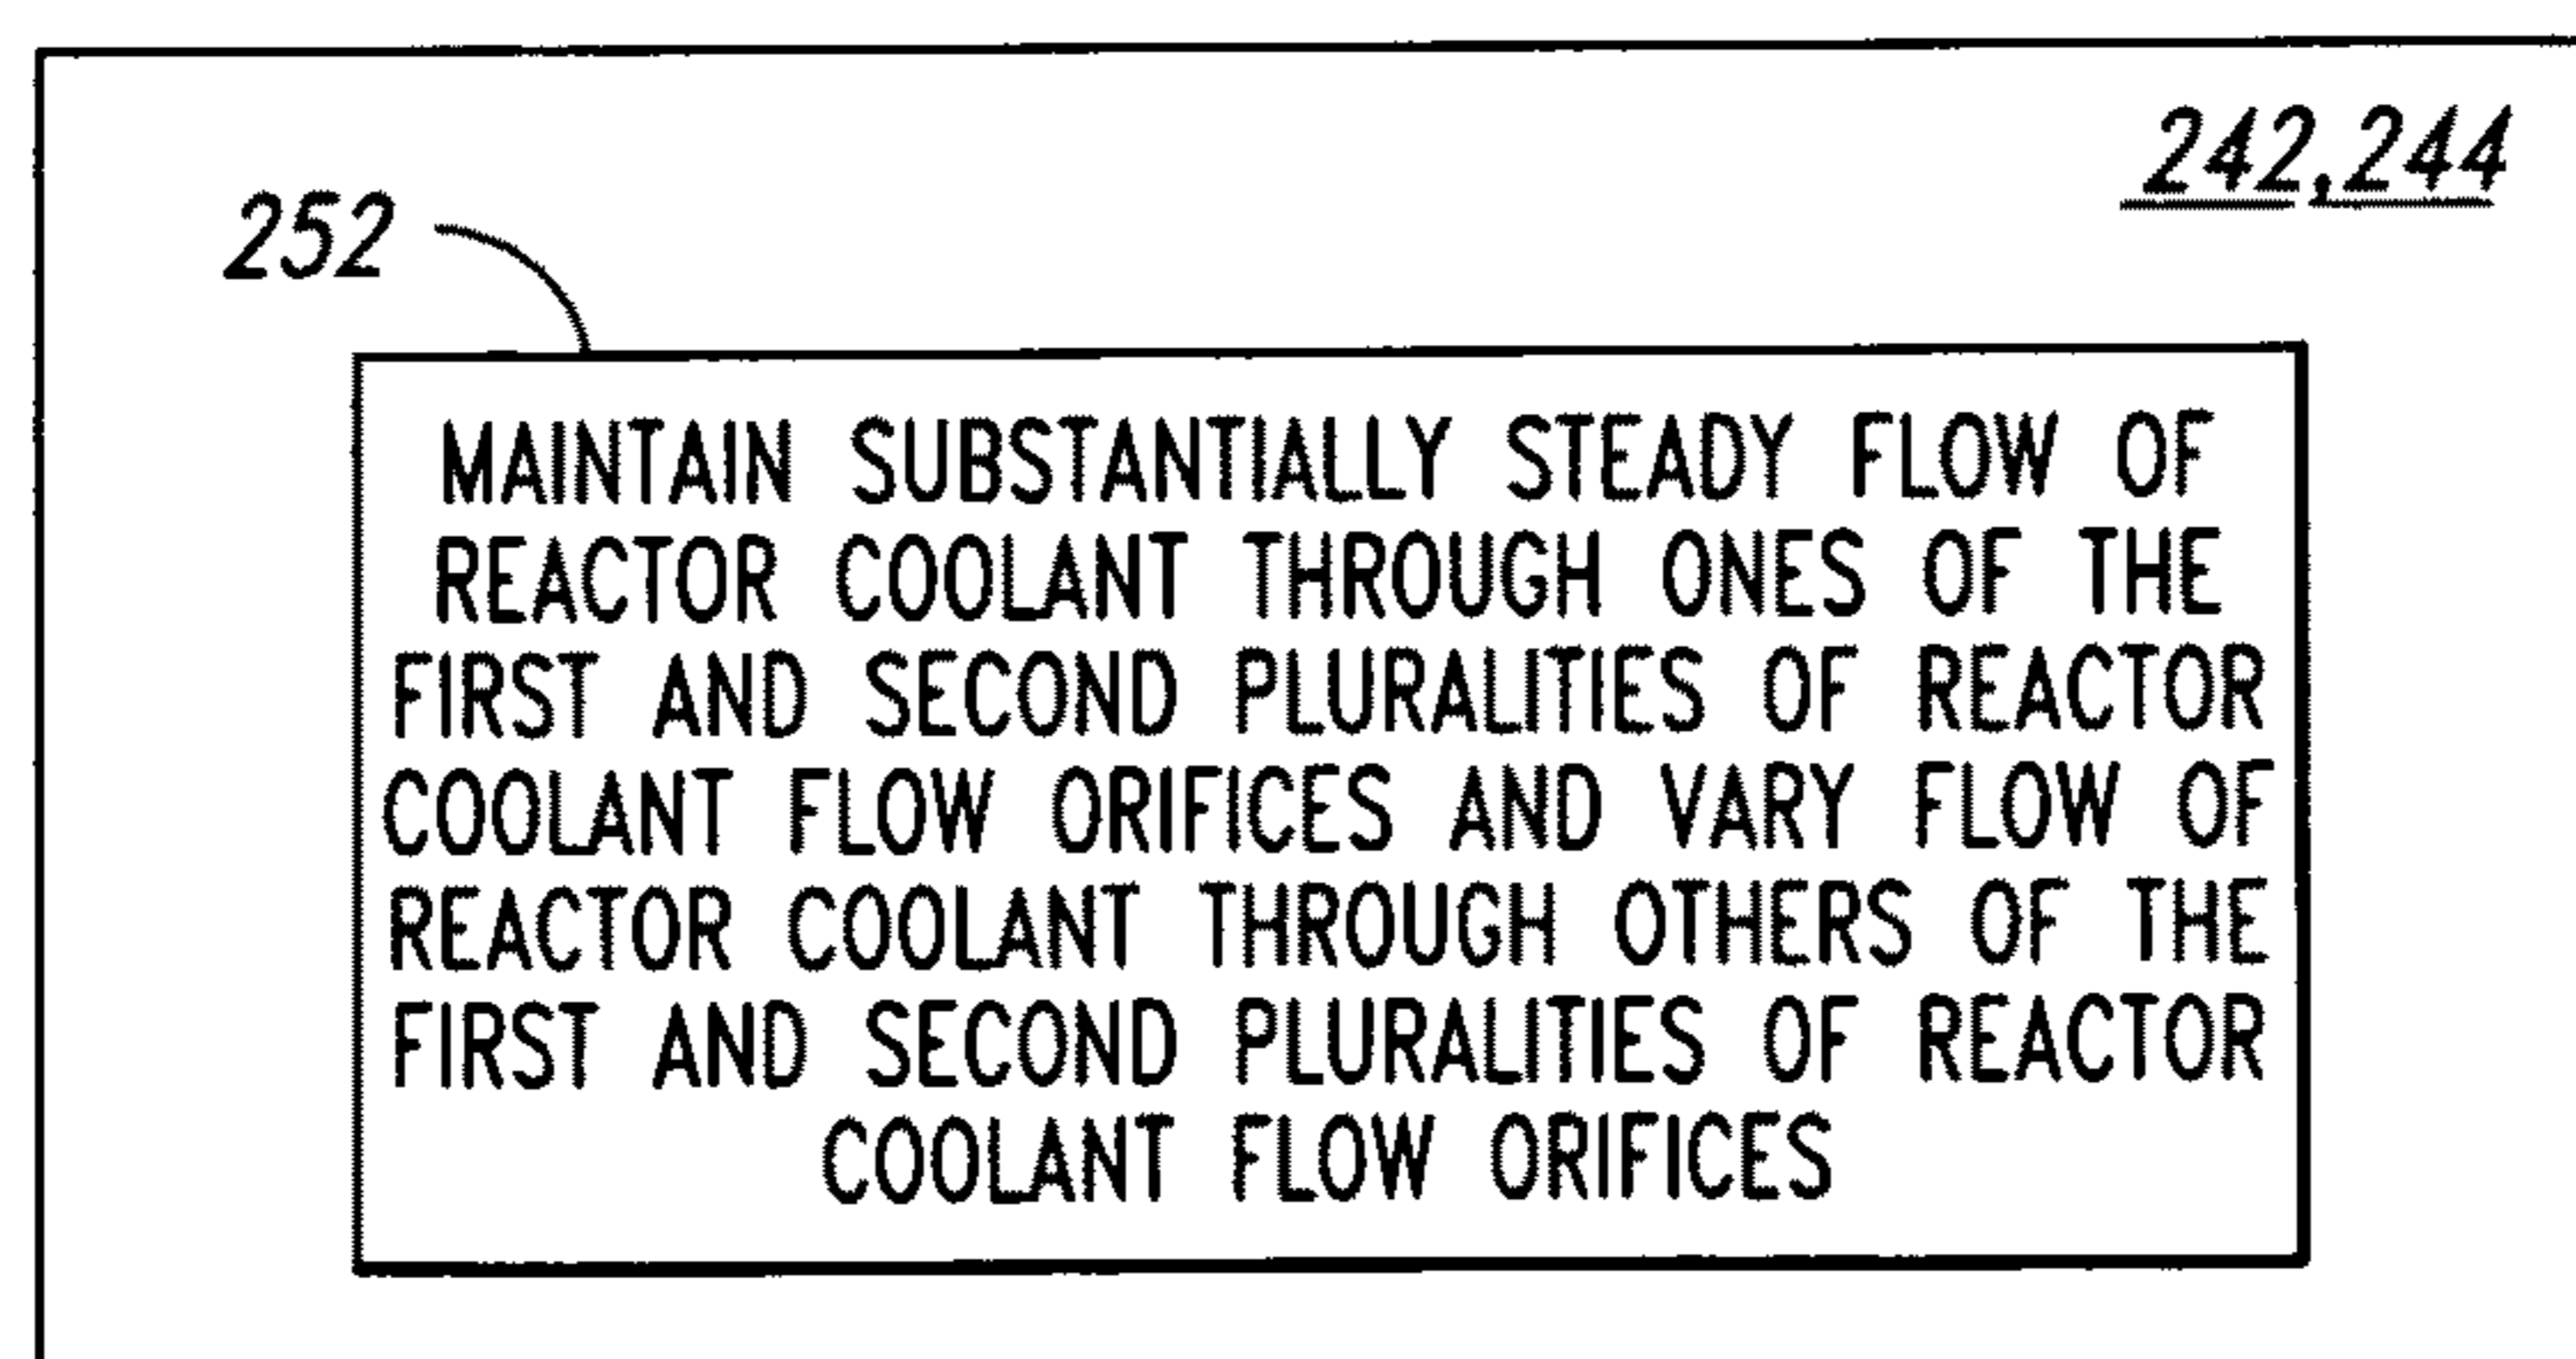 242,244
252
MAINTAIN SUBSTANTIALLY STEADY FLOW OF
REACTOR COOLANT THROUGH ONES OF THE
FIRST AND SECOND PLURALITIES OF REACTOR
COOLANT FLOW ORIFICES AND VARY FLOW OF
REACTOR COOLANT THROUGH OTHERS OF THE
FIRST AND SECOND PLURALITIES OF REACTOR
COOLANT FLOW ORIFICES